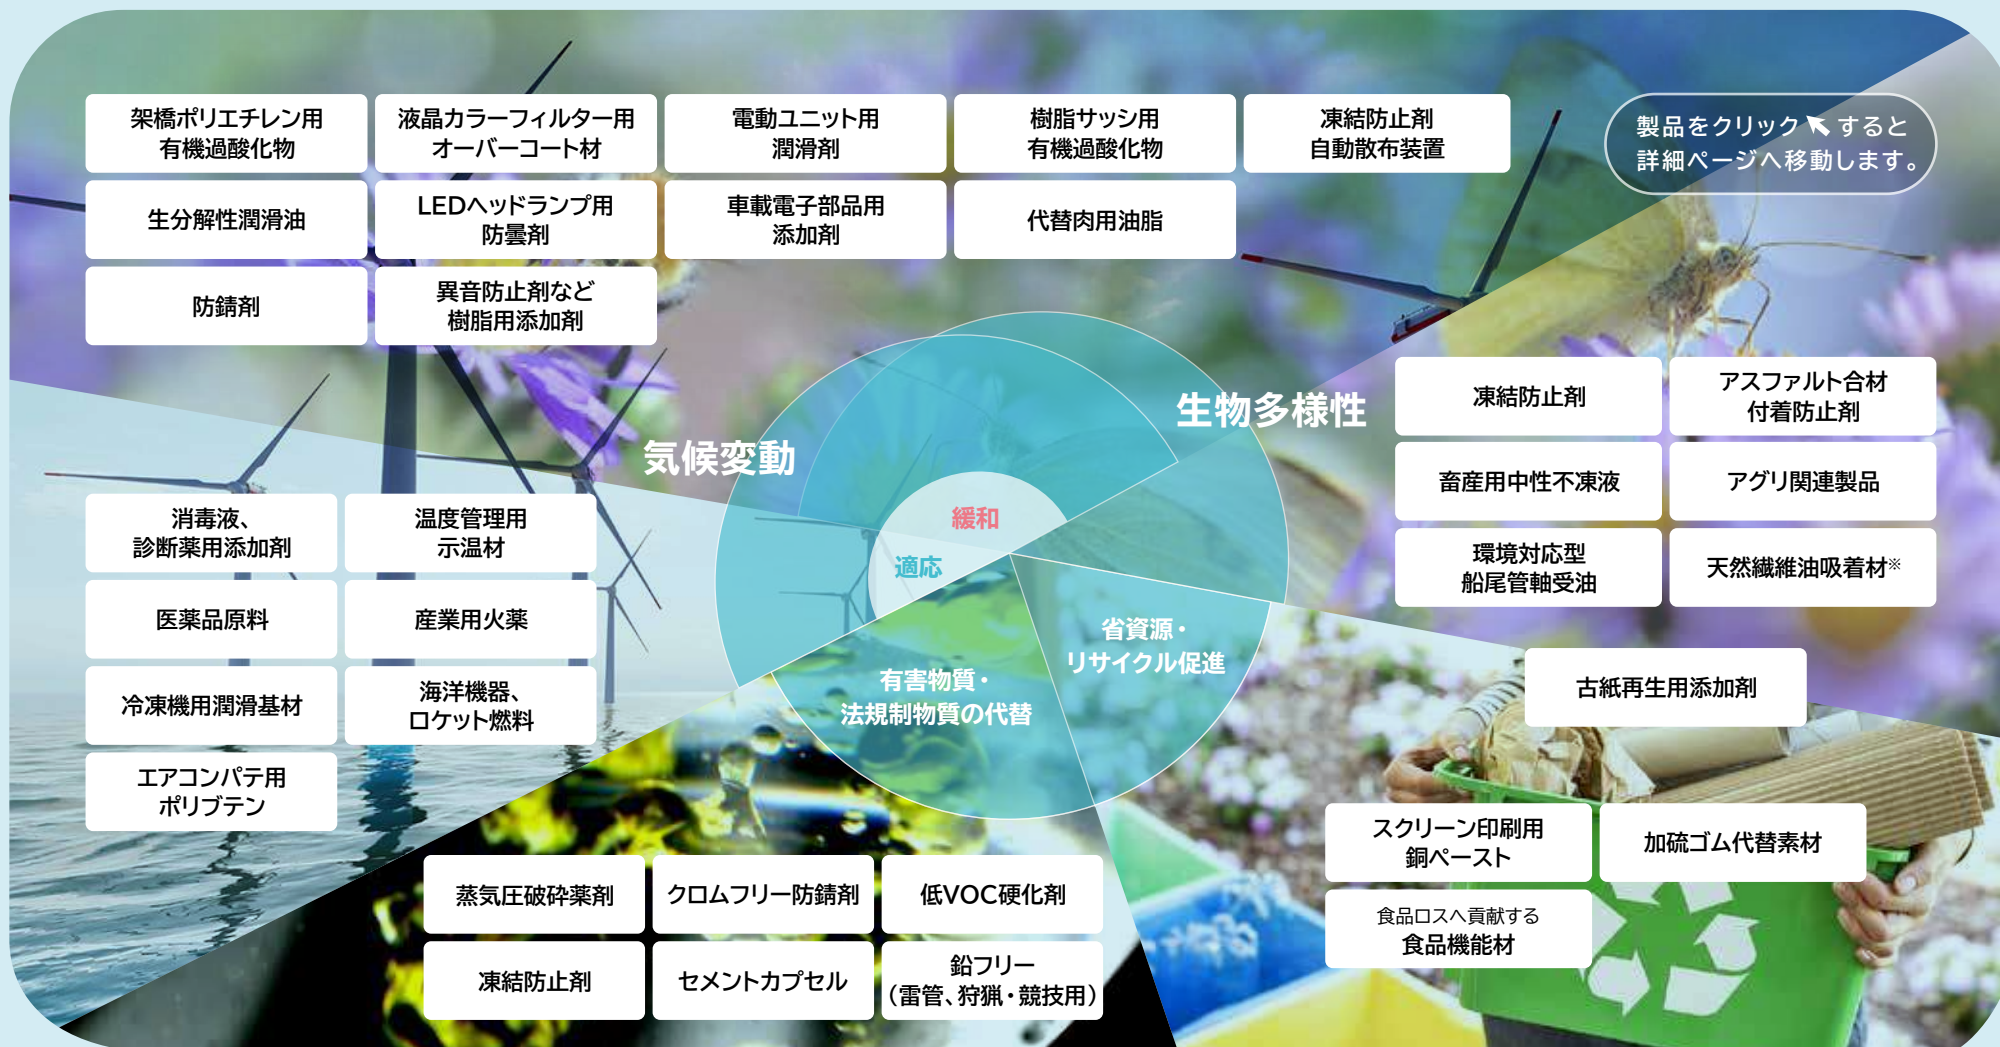 架橋ポリエチレン用
有機過酸化物
液晶カラーフィルター用
オーバーコート材
電動ユニット用
潤滑剤
樹脂サッシ用
有機過酸化物
凍結防止剤
自動散布装置
製品をクリックすると
詳細ページへ移動します。
生分解性潤滑油
LEDヘッドランプ用
防曇剤
車載電子部品用
添加剤
代替肉用油脂
防錆剤
異音防止剤など
樹脂用添加剤
気候変動
生物多様性
緩和
適応
有害物質・
法規制物質の代替
省資源・
リサイクル促進
凍結防止剤
アスファルト合材
付着防止剤
畜産用中性不凍液
アグリ関連製品
環境対応型
船尾管軸受油
天然繊維油吸着材※
消毒液、
診断薬用添加剤
温度管理用
示温材
医薬品原料
産業用火薬
冷凍機用潤滑基材
海洋機器、
ロケット燃料
エアコンパテ用
ポリブテン
古紙再生用添加剤
スクリーン印刷用
銅ペースト
加硫ゴム代替素材
食品ロスへ貢献する
食品機能材
蒸気圧破砕薬剤
クロムフリー防錆剤
低VOC硬化剤
凍結防止剤
セメントカプセル
鉛フリー
（雷管、狩猟・競技用）